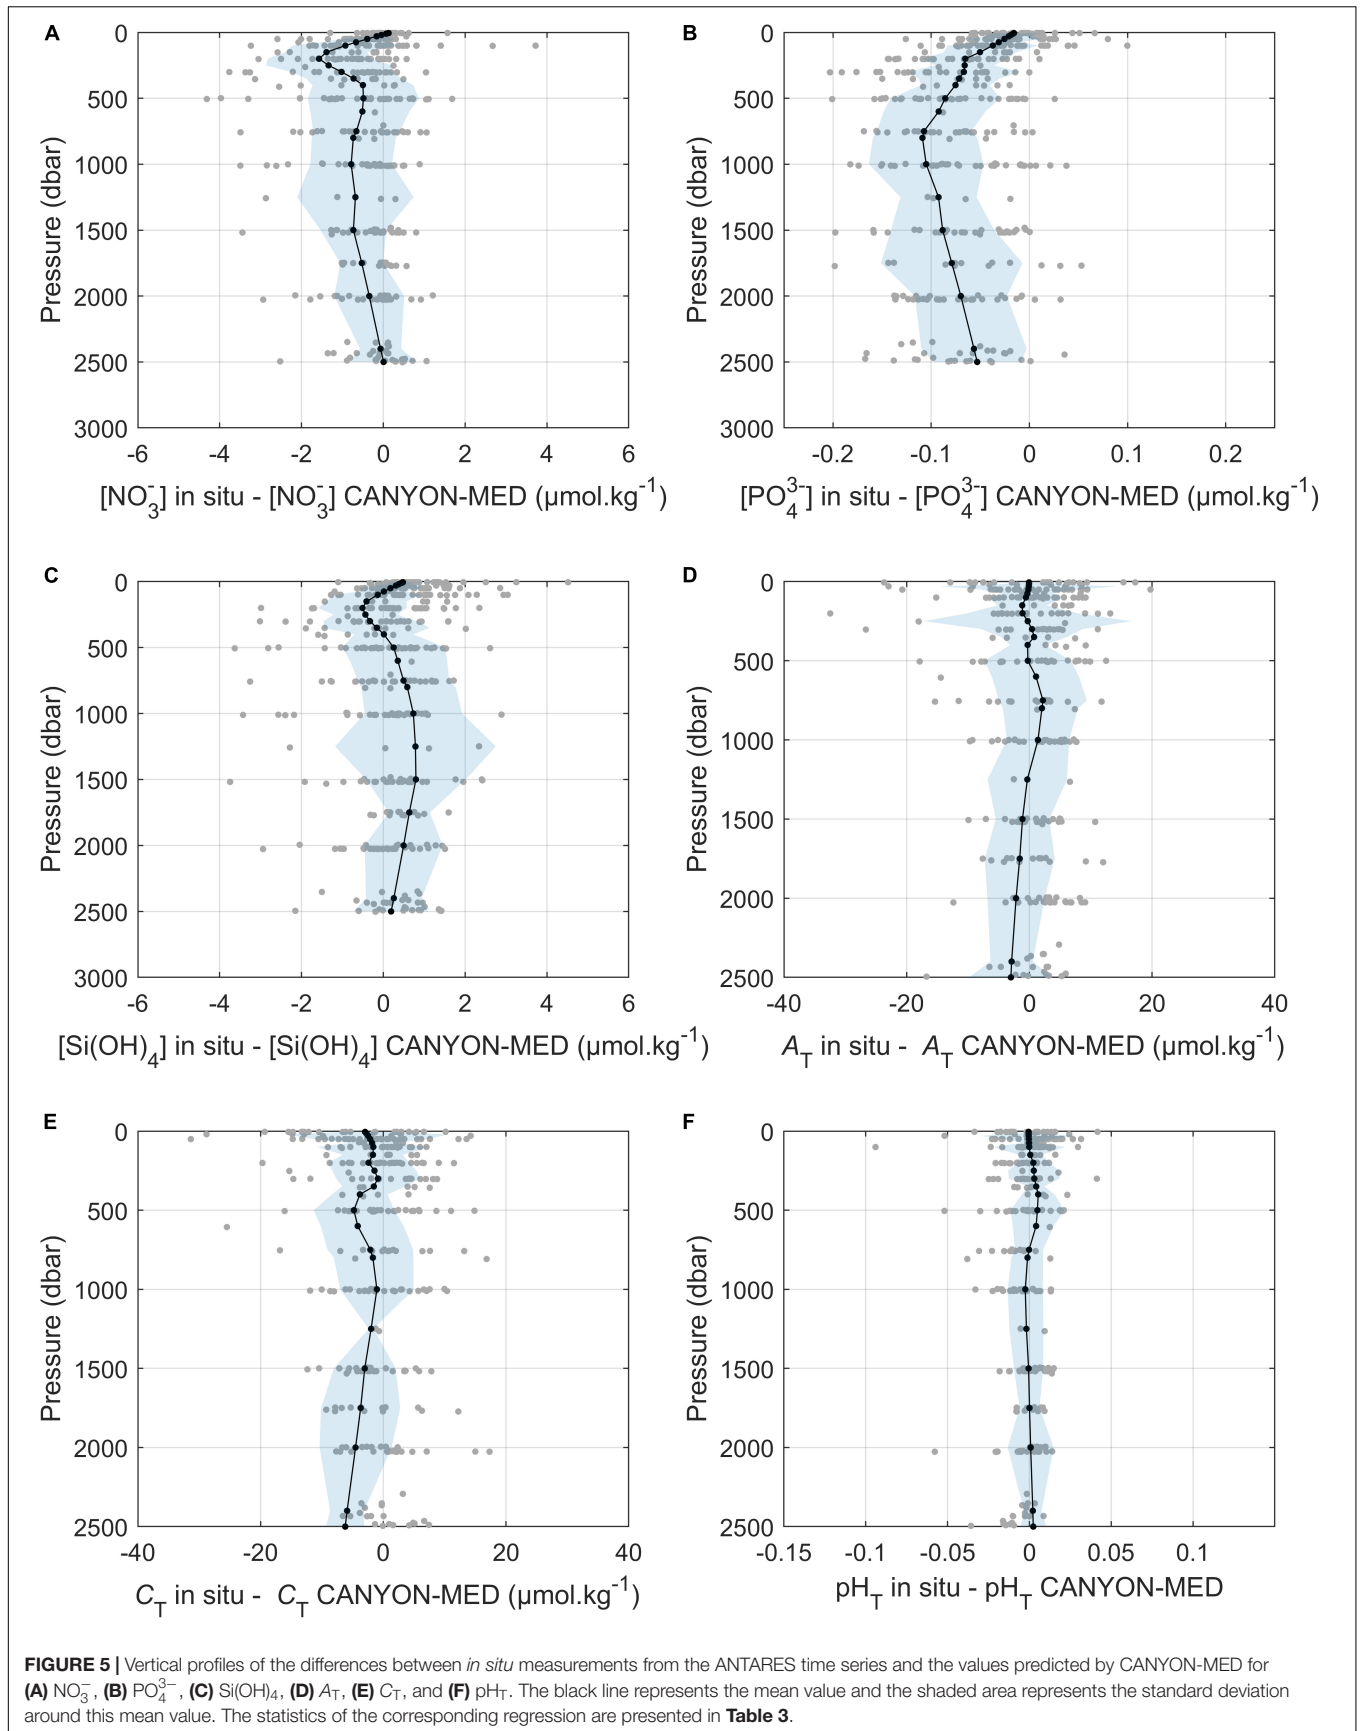 A
0
500
1000
1500
2000
2500
3000
-6 -4 -2 0 2 4 6
Pressure (dbar)
[NO₃⁻] in situ - [NO₃⁻] CANYON-MED (µmol.kg⁻¹)
B
0
500
1000
1500
2000
2500
3000
-0.2 -0.1 0 0.1 0.2
Pressure (dbar)
[PO₄³⁻] in situ - [PO₄³⁻] CANYON-MED (µmol.kg⁻¹)
C
0
500
1000
1500
2000
2500
3000
-6 -4 -2 0 2 4 6
Pressure (dbar)
[Si(OH)₄] in situ - [Si(OH)₄] CANYON-MED (µmol.kg⁻¹)
D
0
500
1000
1500
2000
2500
-40 -20 0 20 40
Pressure (dbar)
A_T in situ - A_T CANYON-MED (µmol.kg⁻¹)
E
0
500
1000
1500
2000
2500
-40 -20 0 20 40
Pressure (dbar)
C_T in situ - C_T CANYON-MED (µmol.kg⁻¹)
F
0
500
1000
1500
2000
2500
-0.15 -0.1 -0.05 0 0.05 0.1
Pressure (dbar)
pH_T in situ - pH_T CANYON-MED
FIGURE 5 | Vertical profiles of the differences between in situ measurements from the ANTARES time series and the values predicted by CANYON-MED for
(A) NO₃⁻, (B) PO₄³⁻, (C) Si(OH)₄, (D) A_T, (E) C_T, and (F) pH_T. The black line represents the mean value and the shaded area represents the standard deviation
around this mean value. The statistics of the corresponding regression are presented in Table 3.